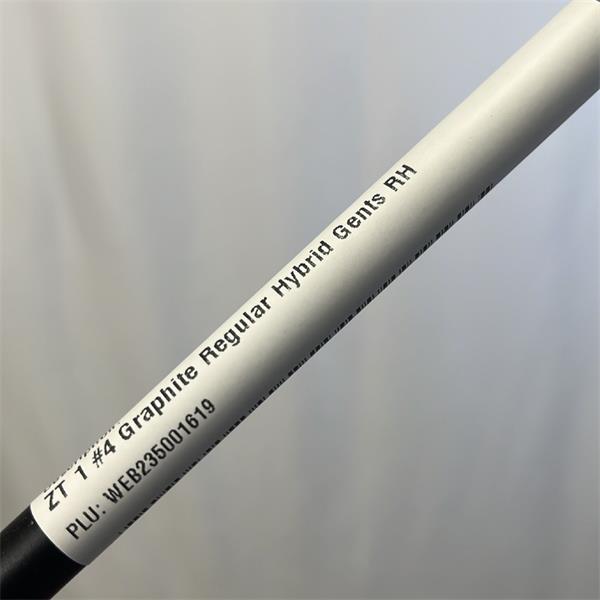 ZT 1 #4 Graphite Regular Hybrid Gents RH
PLU: WEB235001619